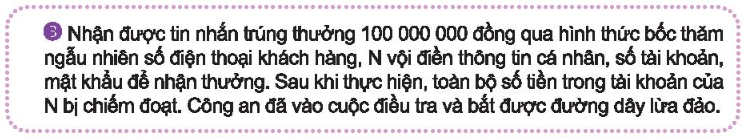 3 Nhận được tin nhắn trúng thưởng 100 000 000 đồng qua hình thức bốc thăm
ngẫu nhiên số điện thoại khách hàng, N vội điền thông tin cá nhân, số tài khoản,
mật khẩu để nhận thưởng. Sau khi thực hiện, toàn bộ số tiền trong tài khoản của
N bị chiếm đoạt. Công an đã vào cuộc điều tra và bắt được đường dây lừa đảo.